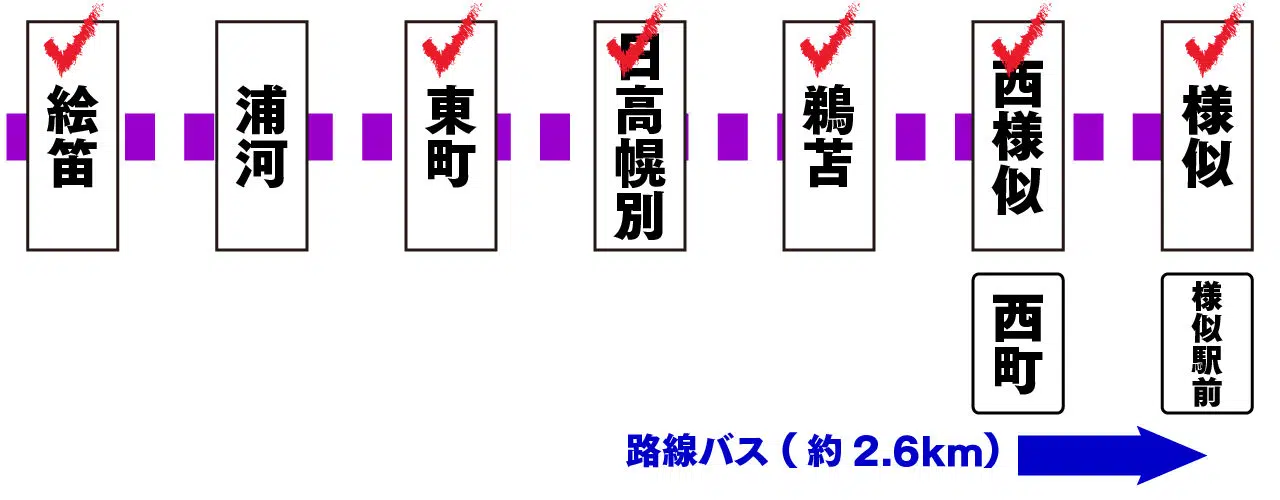 絵笛
浦河
東町
日高幌別
鵜苫
西様似
様似
西町
様似駅前
路線バス(約2.6km)